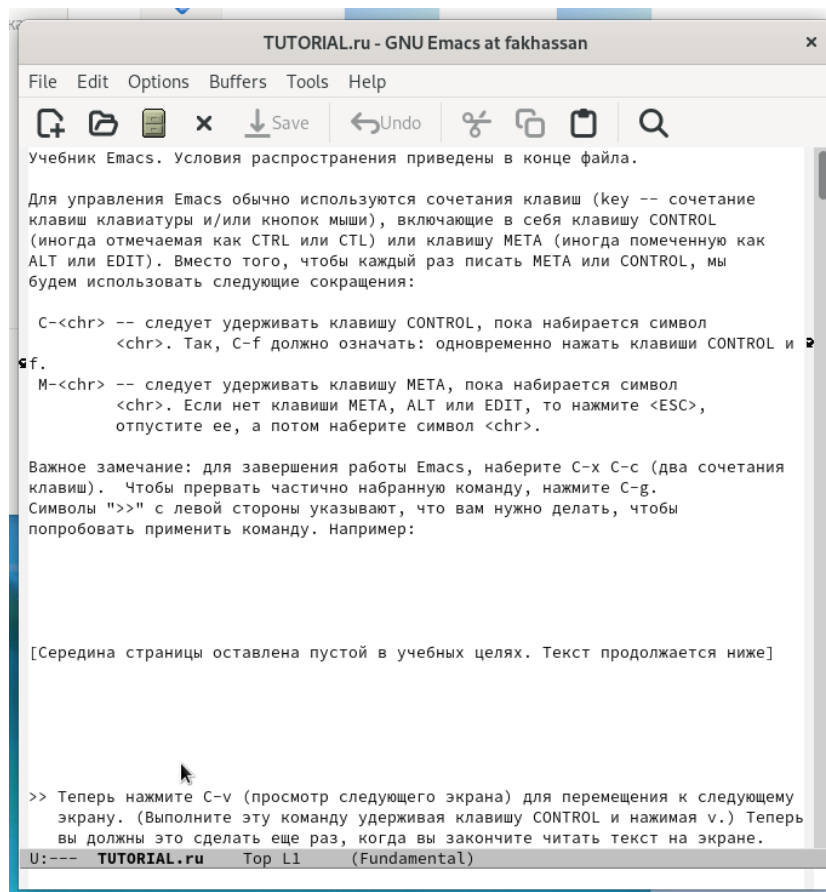 TUTORIAL.ru - GNU Emacs at fakhassan
File Edit Options Buffers Tools Help
Save Undo
Учебник Emacs. Условия распространения приведены в конце файла.
Для управления Emacs обычно используются сочетания клавиш (key -- сочетание
клавиш клавиатуры и/или кнопок мыши), включающие в себя клавишу CONTROL
(иногда отмечаемая как CTRL или CTL) или клавишу META (иногда помеченную как
ALT или EDIT). Вместо того, чтобы каждый раз писать META или CONTROL, мы
будем использовать следующие сокращения:
C-<chr> -- следует удерживать клавишу CONTROL, пока набирается символ
<chr>. Так, C-f должно означать: одновременно нажать клавиши CONTROL и
f.
M-<chr> -- следует удерживать клавишу META, пока набирается символ
<chr>. Если нет клавиши META, ALT или EDIT, то нажмите <ESC>,
отпустите ее, а потом наберите символ <chr>.
Важное замечание: для завершения работы Emacs, наберите C-x C-c (два сочетания
клавиш).  Чтобы прервать частично набранную команду, нажмите C-g.
Символы ">>" с левой стороны указывают, что вам нужно делать, чтобы
попробовать применить команду. Например:
[Середина страницы оставлена пустой в учебных целях. Текст продолжается ниже]
>> Теперь нажмите C-v (просмотр следующего экрана) для перемещения к следующему
экрану. (Выполните эту команду удерживая клавишу CONTROL и нажимая v.) Теперь
вы должны это сделать еще раз, когда вы закончите читать текст на экране.
U:--- TUTORIAL.ru Top L1 (Fundamental)